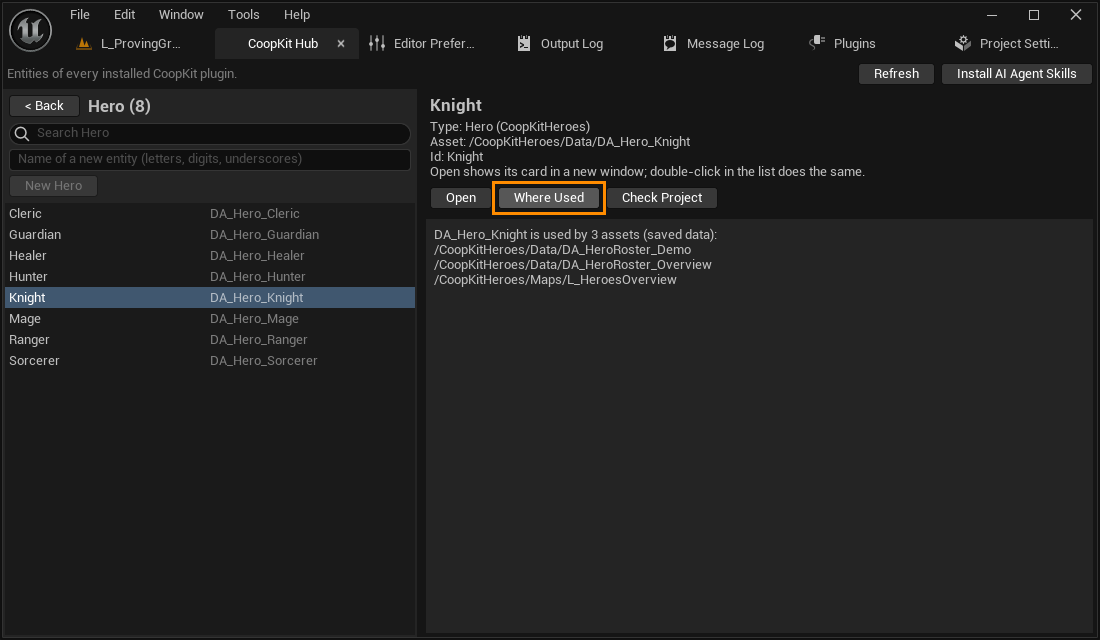 File Edit Window Tools Help
L_ProvingGr...
CoopKit Hub
Editor Prefer...
Output Log
Message Log
Plugins
Project Setti...
Entities of every installed CoopKit plugin.
Refresh
Install AI Agent Skills
< Back
Hero (8)
Search Hero
Name of a new entity (letters, digits, underscores)
New Hero
Cleric DA_Hero_Cleric
Guardian DA_Hero_Guardian
Healer DA_Hero_Healer
Hunter DA_Hero_Hunter
Knight DA_Hero_Knight
Mage DA_Hero_Mage
Ranger DA_Hero_Ranger
Sorcerer DA_Hero_Sorcerer
Knight
Type: Hero (CoopKitHeroes)
Asset: /CoopKitHeroes/Data/DA_Hero_Knight
Id: Knight
Open shows its card in a new window; double-click in the list does the same.
Open
Where Used
Check Project
DA_Hero_Knight is used by 3 assets (saved data):
/CoopKitHeroes/Data/DA_HeroRoster_Demo
/CoopKitHeroes/Data/DA_HeroRoster_Overview
/CoopKitHeroes/Maps/L_HeroesOverview